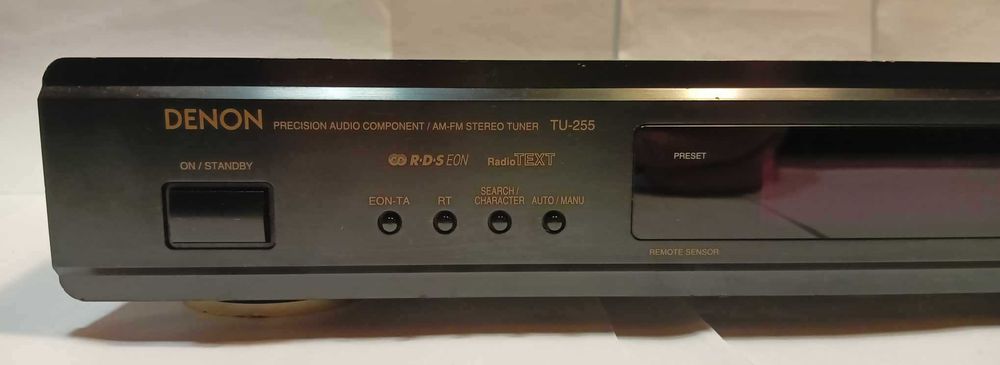 DENON PRECISION AUDIO COMPONENT / AM-FM STEREO TUNER TU-255
R·D·S EON RadioTEXT
ON / STANDBY
PRESET
EON-TA RT SEARCH / CHARACTER AUTO / MANU
REMOTE SENSOR